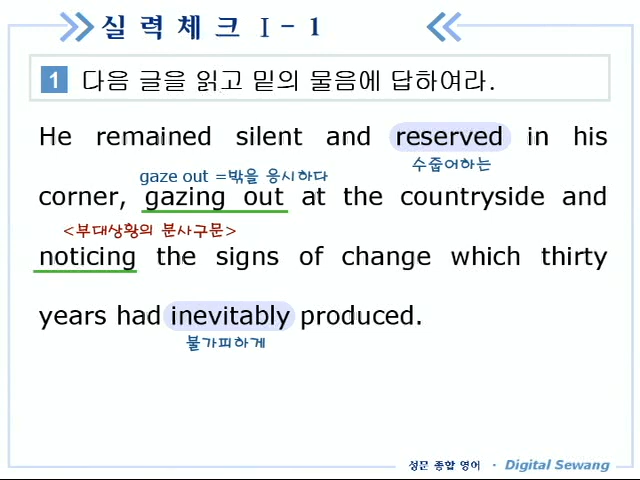 실력체크 I - 1
1 다음 글을 읽고 밑의 물음에 답하여라.
He remained silent and reserved in his
수줍어하는
gaze out =밖을 응시하다
corner, gazing out at the countryside and
<부대상황의 분사구문>
noticing the signs of change which thirty
years had inevitably produced.
불가피하게
성문 종합 영어 · Digital Sewang